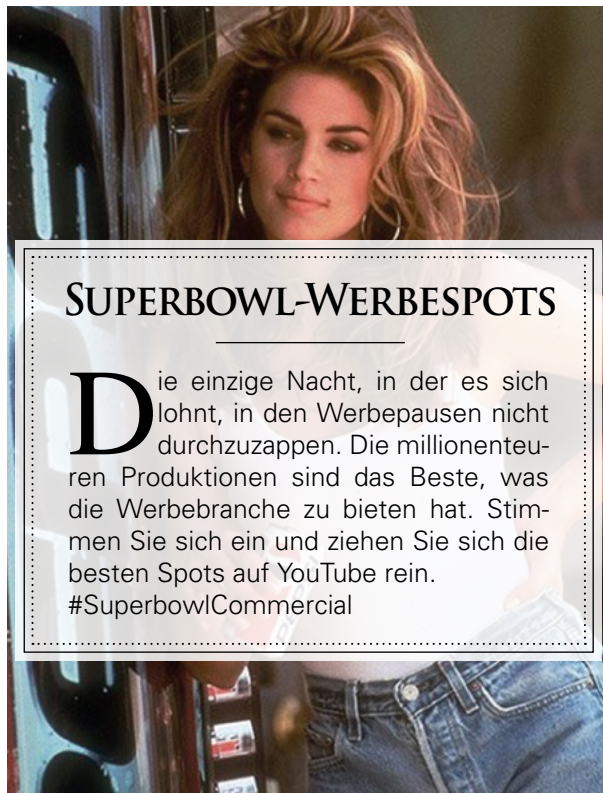 SUPERBOWL-WERBESPOTS
Die einzige Nacht, in der es sich
lohnt, in den Werbepausen nicht
durchzuzappen. Die millionenteu-
ren Produktionen sind das Beste, was
die Werbebranche zu bieten hat. Stim-
men Sie sich ein und ziehen Sie sich die
besten Spots auf YouTube rein.
#SuperbowlCommercial